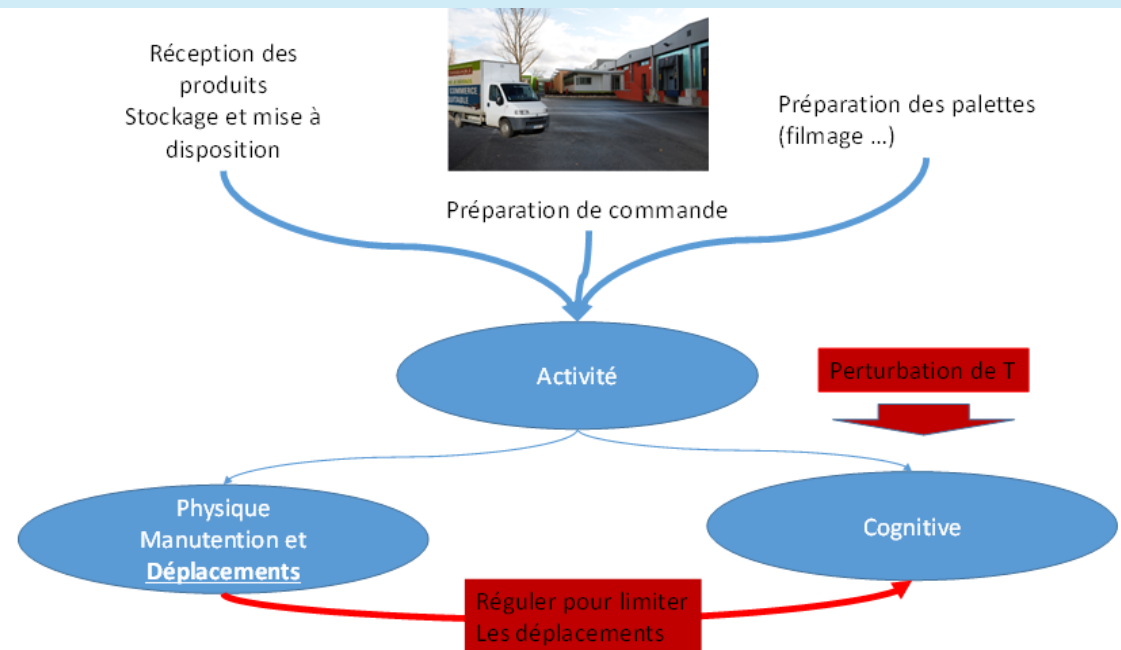 Réception des
produits
Stockage et mise à
disposition
COMMERCE
Préparation des palettes
(filmage ...)
Préparation de commande
Activité
Perturbation de T
Physique
Manutention et
Déplacements
Cognitive
Réguler pour limiter
Les déplacements